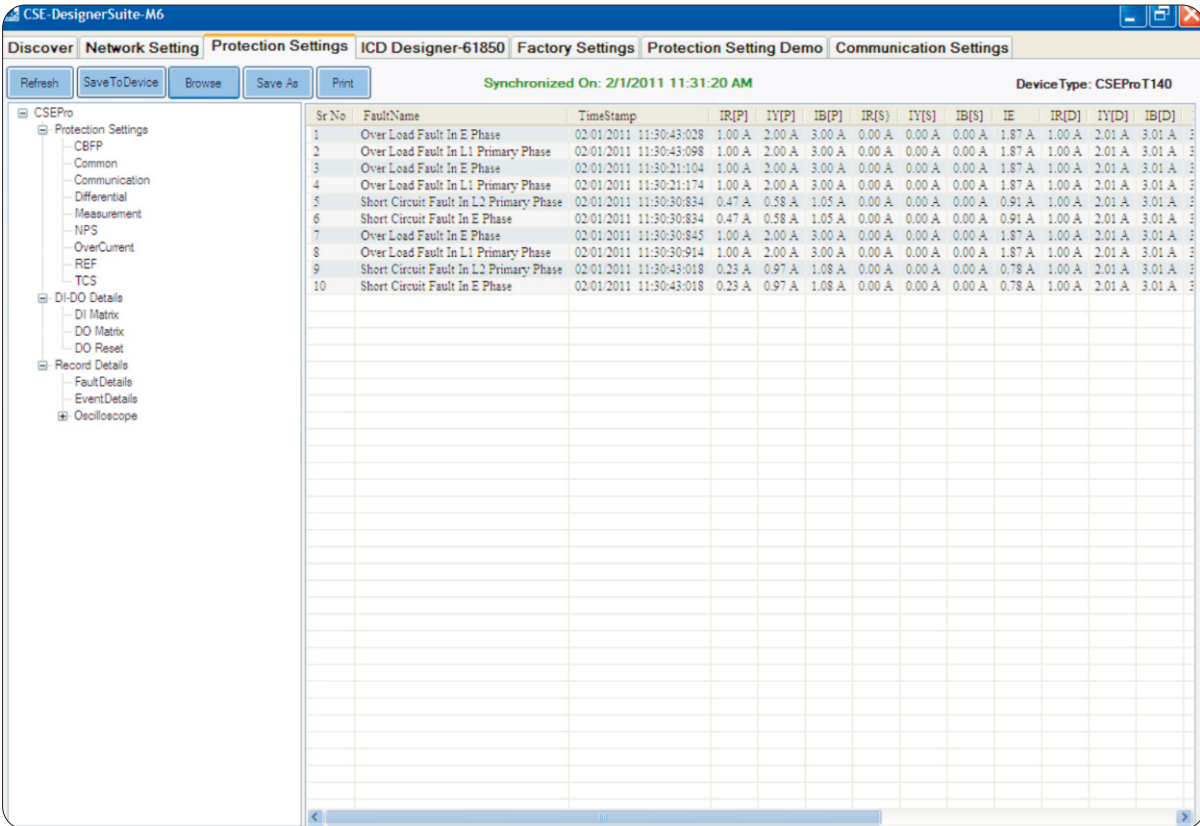 CSE-DesignerSuite-M6
Discover Network Setting Protection Settings ICD Designer-61850 Factory Settings Protection Setting Demo Communication Settings
Refresh SaveToDevice Browse Save As Print Synchronized On: 2/1/2011 11:31:20 AM DeviceType: CSEProT140
CSEPro
Protection Settings
CBFP
Common
Communication
Differential
Measurement
NPS
OverCurrent
REF
TCS
DI-DO Details
DI Matrix
DO Matrix
DO Reset
Record Details
FaultDetails
EventDetails
Oscilloscope
Sr No FaultName TimeStamp IR[P] IY[P] IB[P] IR[S] IY[S] IB[S] IE IR[D] IY[D] IB[D]
1 Over Load Fault In E Phase 02/01/2011 11:30:43:028 1.00 A 2.00 A 3.00 A 0.00 A 0.00 A 0.00 A 1.87 A 1.00 A 2.01 A 3.01 A
2 Over Load Fault In L1 Primary Phase 02/01/2011 11:30:43:098 1.00 A 2.00 A 3.00 A 0.00 A 0.00 A 0.00 A 1.87 A 1.00 A 2.01 A 3.01 A
3 Over Load Fault In E Phase 02/01/2011 11:30:21:104 1.00 A 2.00 A 3.00 A 0.00 A 0.00 A 0.00 A 1.87 A 1.00 A 2.01 A 3.01 A
4 Over Load Fault In L1 Primary Phase 02/01/2011 11:30:21:174 1.00 A 2.00 A 3.00 A 0.00 A 0.00 A 0.00 A 1.87 A 1.00 A 2.01 A 3.01 A
5 Short Circuit Fault In L2 Primary Phase 02/01/2011 11:30:30:834 0.47 A 0.58 A 1.05 A 0.00 A 0.00 A 0.00 A 0.91 A 1.00 A 2.01 A 3.01 A
6 Short Circuit Fault In E Phase 02/01/2011 11:30:30:834 0.47 A 0.58 A 1.05 A 0.00 A 0.00 A 0.00 A 0.91 A 1.00 A 2.01 A 3.01 A
7 Over Load Fault In E Phase 02/01/2011 11:30:30:845 1.00 A 2.00 A 3.00 A 0.00 A 0.00 A 0.00 A 1.87 A 1.00 A 2.01 A 3.01 A
8 Over Load Fault In L1 Primary Phase 02/01/2011 11:30:30:914 1.00 A 2.00 A 3.00 A 0.00 A 0.00 A 0.00 A 1.87 A 1.00 A 2.01 A 3.01 A
9 Short Circuit Fault In L2 Primary Phase 02/01/2011 11:30:43:018 0.23 A 0.97 A 1.08 A 0.00 A 0.00 A 0.00 A 0.78 A 1.00 A 2.01 A 3.01 A
10 Short Circuit Fault In E Phase 02/01/2011 11:30:43:018 0.23 A 0.97 A 1.08 A 0.00 A 0.00 A 0.00 A 0.78 A 1.00 A 2.01 A 3.01 A